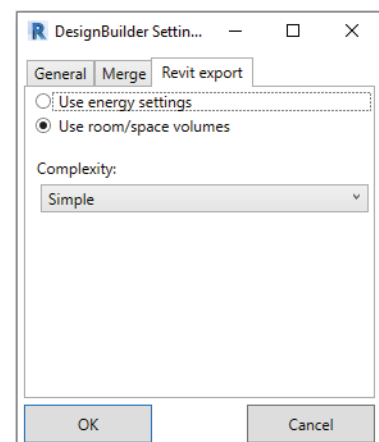 DesignBuilder Settin...
General Merge Revit export
Use energy settings
Use room/space volumes
Complexity:
Simple
OK Cancel